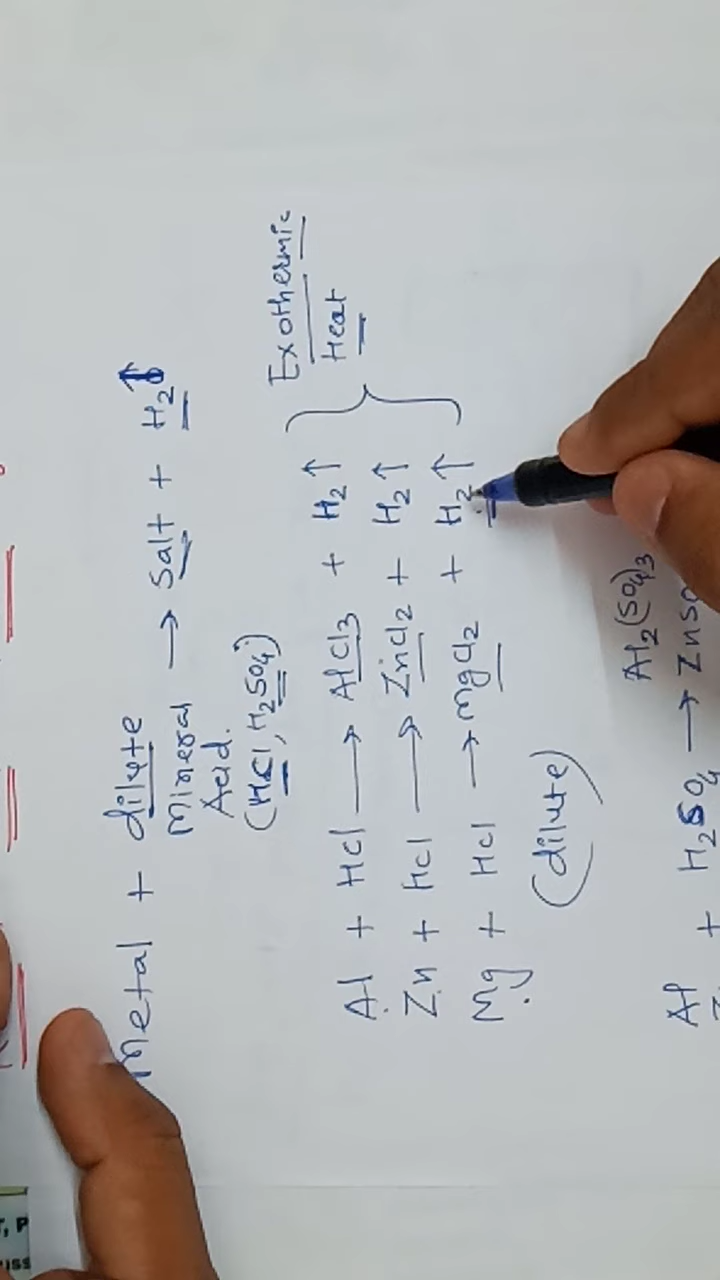 Metal + dilute → Salt + H₂↑
Mineral
Acid.
(HCl, H₂SO₄)
Exothermic
Heat
Al + HCl → AlCl₃ + H₂↑
Zn + HCl → ZnCl₂ + H₂↑
Mg + HCl → MgCl₂ + H₂↑
(dilute)
Al₂(SO₄)₃
Al + H₂SO₄ → ZnSO